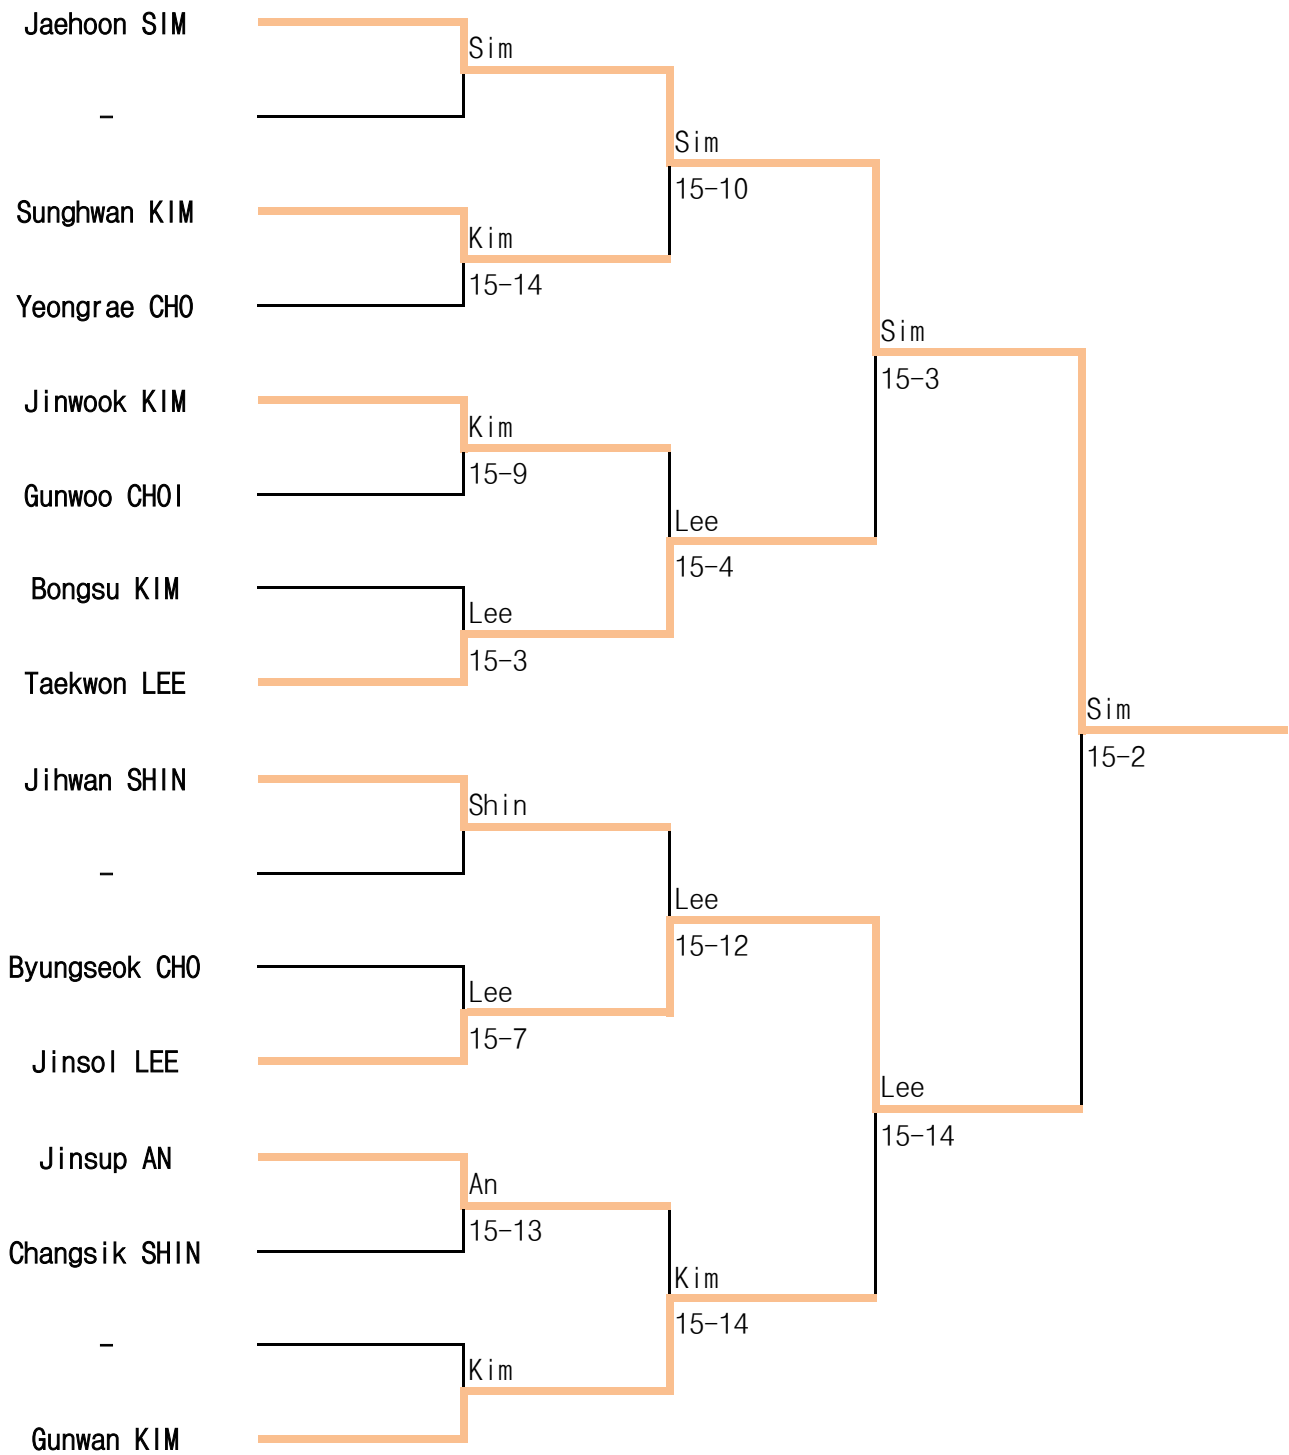 Jaehoon SIM
Sim
-
Sim
15-10
Sunghwan KIM
Kim
15-14
Yeongrae CHO
Sim
15-3
Jinwook KIM
Kim
15-9
Gunwoo CHOI
Lee
15-4
Bongsu KIM
Lee
15-3
Taekwon LEE
Sim
15-2
Jihwan SHIN
Shin
-
Lee
15-12
Byungseok CHO
Lee
15-7
Jinsol LEE
Lee
15-14
Jinsup AN
An
15-13
Changsik SHIN
Kim
15-14
-
Kim
Gunwan KIM